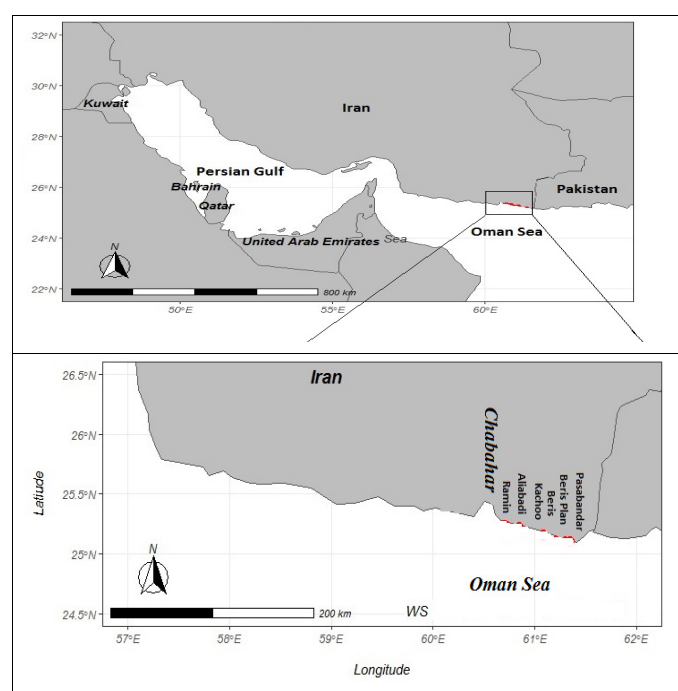 32°N
30°N
28°N
26°N
24°N
22°N
Kuwait
Iran
Persian Gulf
Bahrain
Qatar
Pakistan
United Arab Emirates
Sea
Oman Sea
N
800 km
50°E
55°E
60°E
26.5°N
26°N
25.5°N
25°N
24.5°N
Latiude
Iran
Chabahar
Ramin
Aliabadi
Kachoo
Beris
Beris Plan
Pasabandar
Oman Sea
N
200 km
WS
57°E
58°E
59°E
60°E
61°E
62°E
Longitude